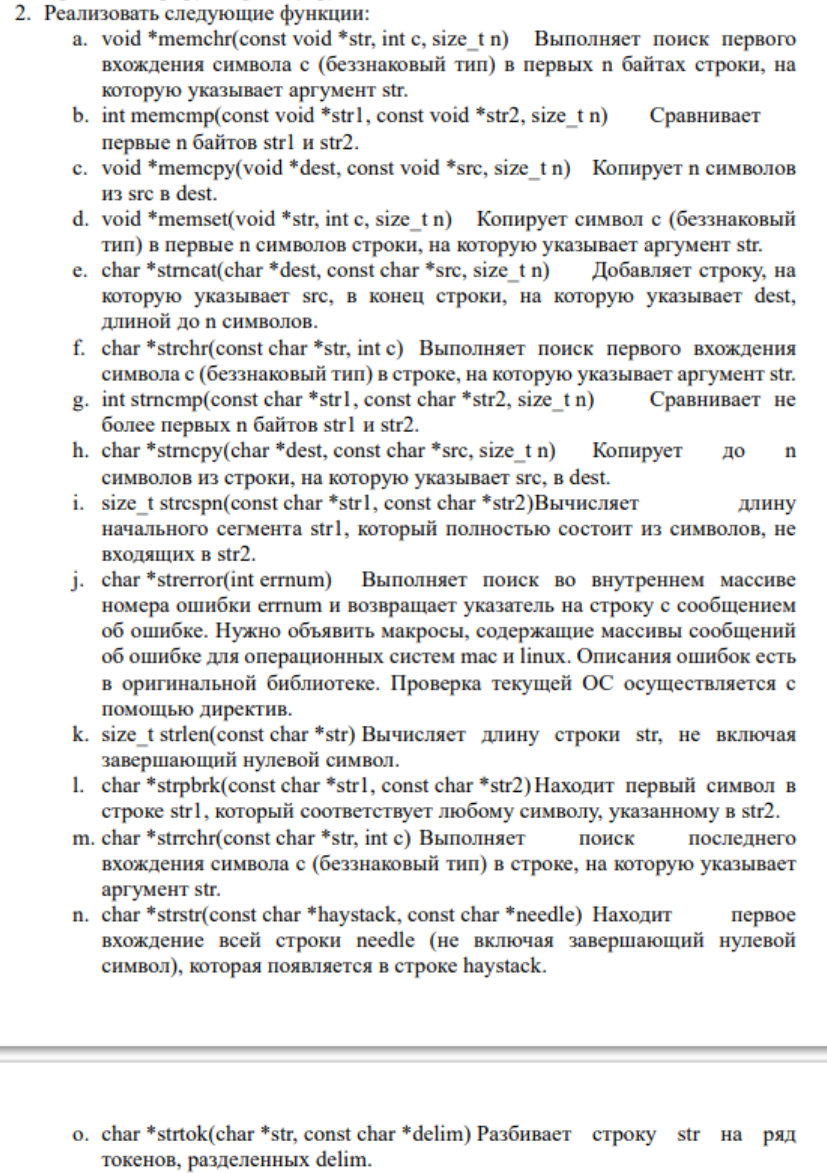 2. Реализовать следующие функции:
a. void *memchr(const void *str, int c, size_t n) Выполняет поиск первого
вхождения символа c (беззнаковый тип) в первых n байтах строки, на
которую указывает аргумент str.
b. int memcmp(const void *str1, const void *str2, size_t n) Сравнивает
первые n байтов str1 и str2.
c. void *memcpy(void *dest, const void *src, size_t n) Копирует n символов
из src в dest.
d. void *memset(void *str, int c, size_t n) Копирует символ c (беззнаковый
тип) в первые n символов строки, на которую указывает аргумент str.
e. char *strncat(char *dest, const char *src, size_t n) Добавляет строку, на
которую указывает src, в конец строки, на которую указывает dest,
длиной до n символов.
f. char *strchr(const char *str, int c) Выполняет поиск первого вхождения
символа c (беззнаковый тип) в строке, на которую указывает аргумент str.
g. int strncmp(const char *str1, const char *str2, size_t n) Сравнивает не
более первых n байтов str1 и str2.
h. char *strncpy(char *dest, const char *src, size_t n) Копирует до n
символов из строки, на которую указывает src, в dest.
i. size_t strcspn(const char *str1, const char *str2)Вычисляет длину
начального сегмента str1, который полностью состоит из символов, не
входящих в str2.
j. char *strerror(int errnum) Выполняет поиск во внутреннем массиве
номера ошибки errnum и возвращает указатель на строку с сообщением
об ошибке. Нужно объявить макросы, содержащие массивы сообщений
об ошибке для операционных систем mac и linux. Описания ошибок есть
в оригинальной библиотеке. Проверка текущей ОС осуществляется с
помощью директив.
k. size_t strlen(const char *str) Вычисляет длину строки str, не включая
завершающий нулевой символ.
l. char *strpbrk(const char *str1, const char *str2)Находит первый символ в
строке str1, который соответствует любому символу, указанному в str2.
m. char *strrchr(const char *str, int c) Выполняет поиск последнего
вхождения символа c (беззнаковый тип) в строке, на которую указывает
аргумент str.
n. char *strstr(const char *haystack, const char *needle) Находит первое
вхождение всей строки needle (не включая завершающий нулевой
символ), которая появляется в строке haystack.
o. char *strtok(char *str, const char *delim) Разбивает строку str на ряд
токенов, разделенных delim.